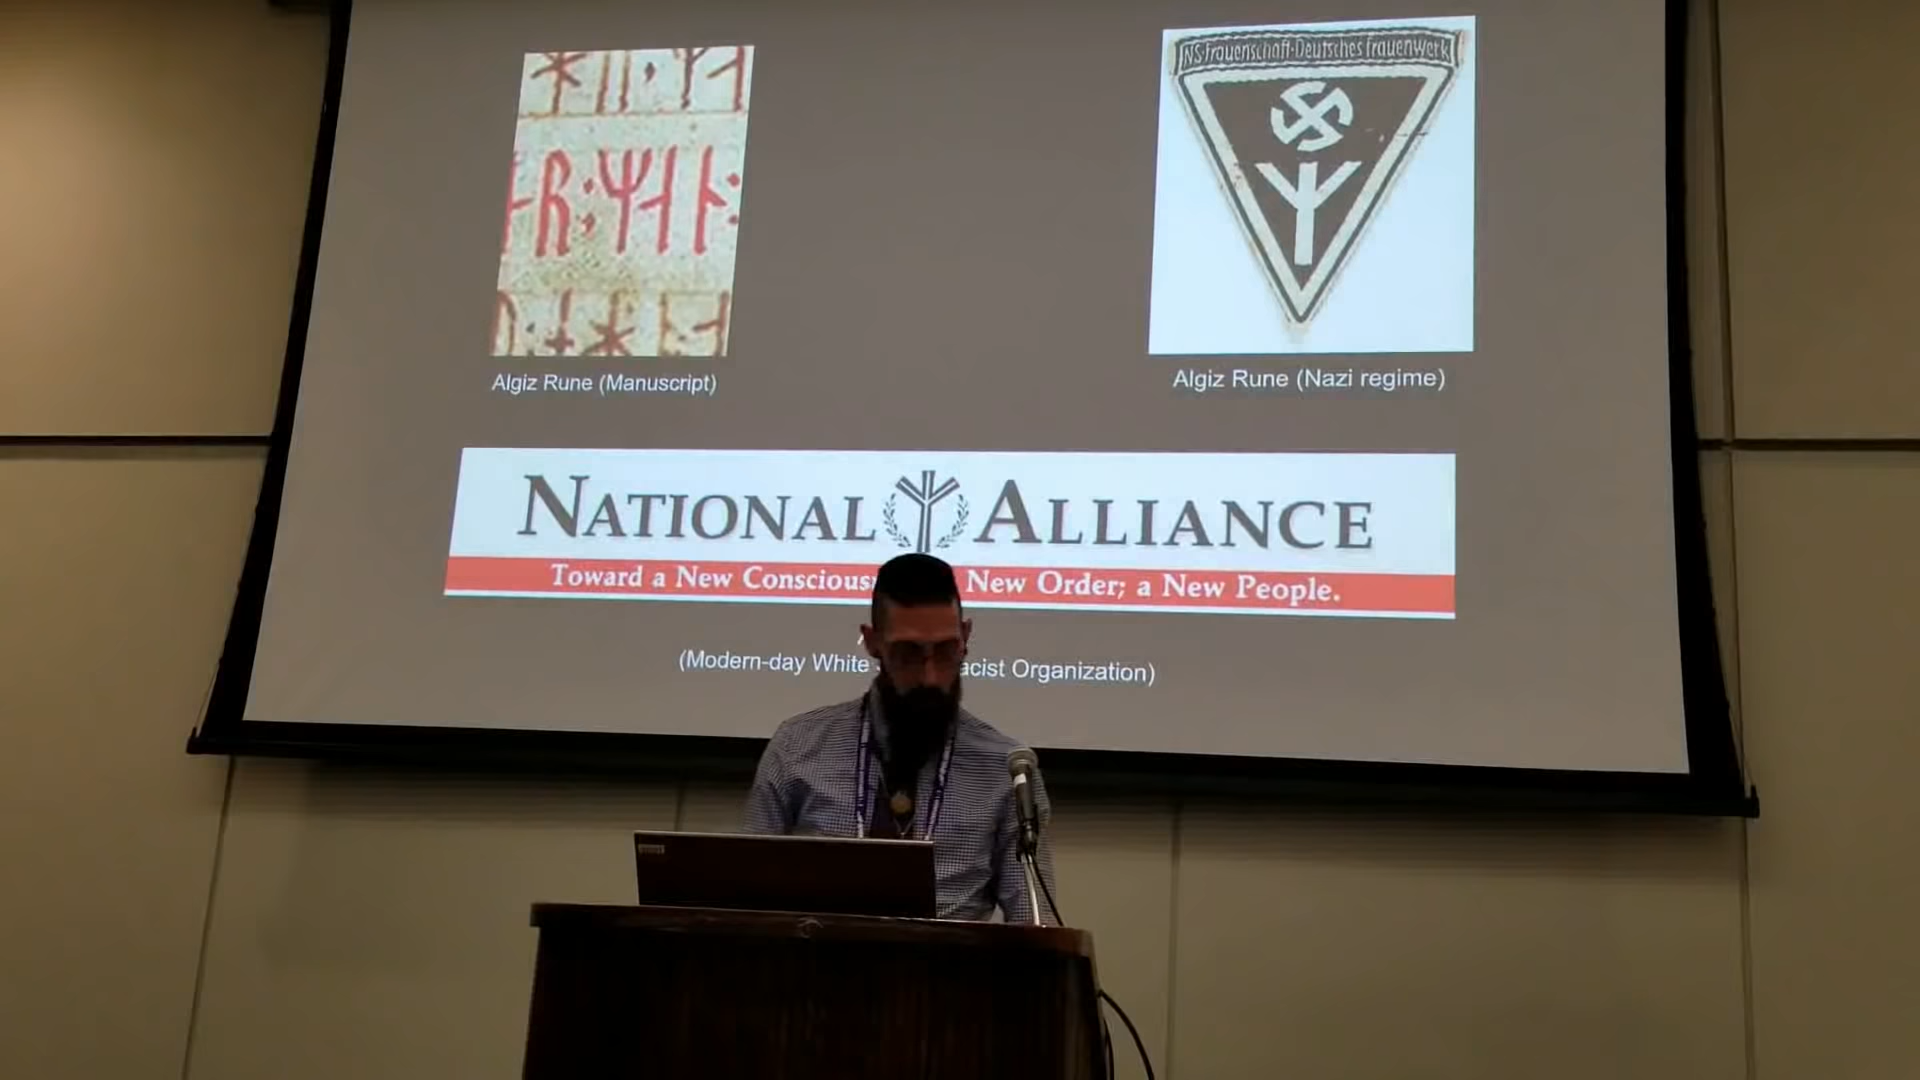 NS-Frauenschaft·Deutsches Frauenwerk
Algiz Rune (Manuscript)
Algiz Rune (Nazi regime)
NATIONAL ALLIANCE
Toward a New New Order; a New People.
(Modern-day White Organization)